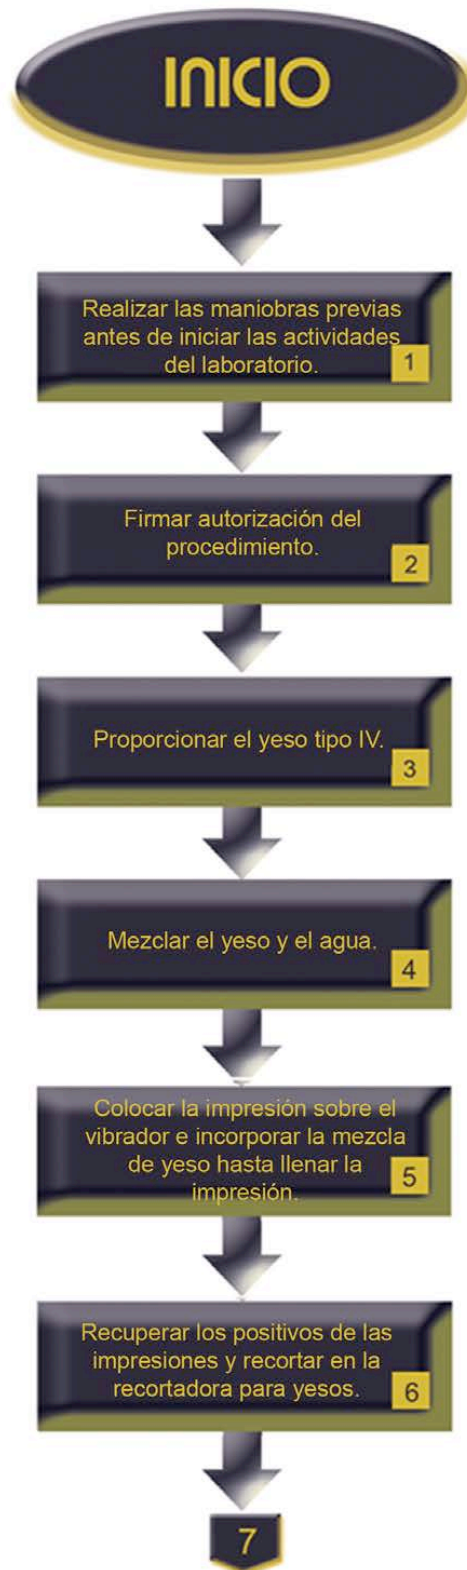 INICIO
Realizar las maniobras previas
antes de iniciar las actividades
del laboratorio.
1
Firmar autorización del
procedimiento.
2
Proporcionar el yeso tipo IV.
3
Mezclar el yeso y el agua.
4
Colocar la impresión sobre el
vibrador e incorporar la mezcla
de yeso hasta llenar la
impresión.
5
Recuperar los positivos de las
impresiones y recortar en la
recortadora para yesos.
6
7